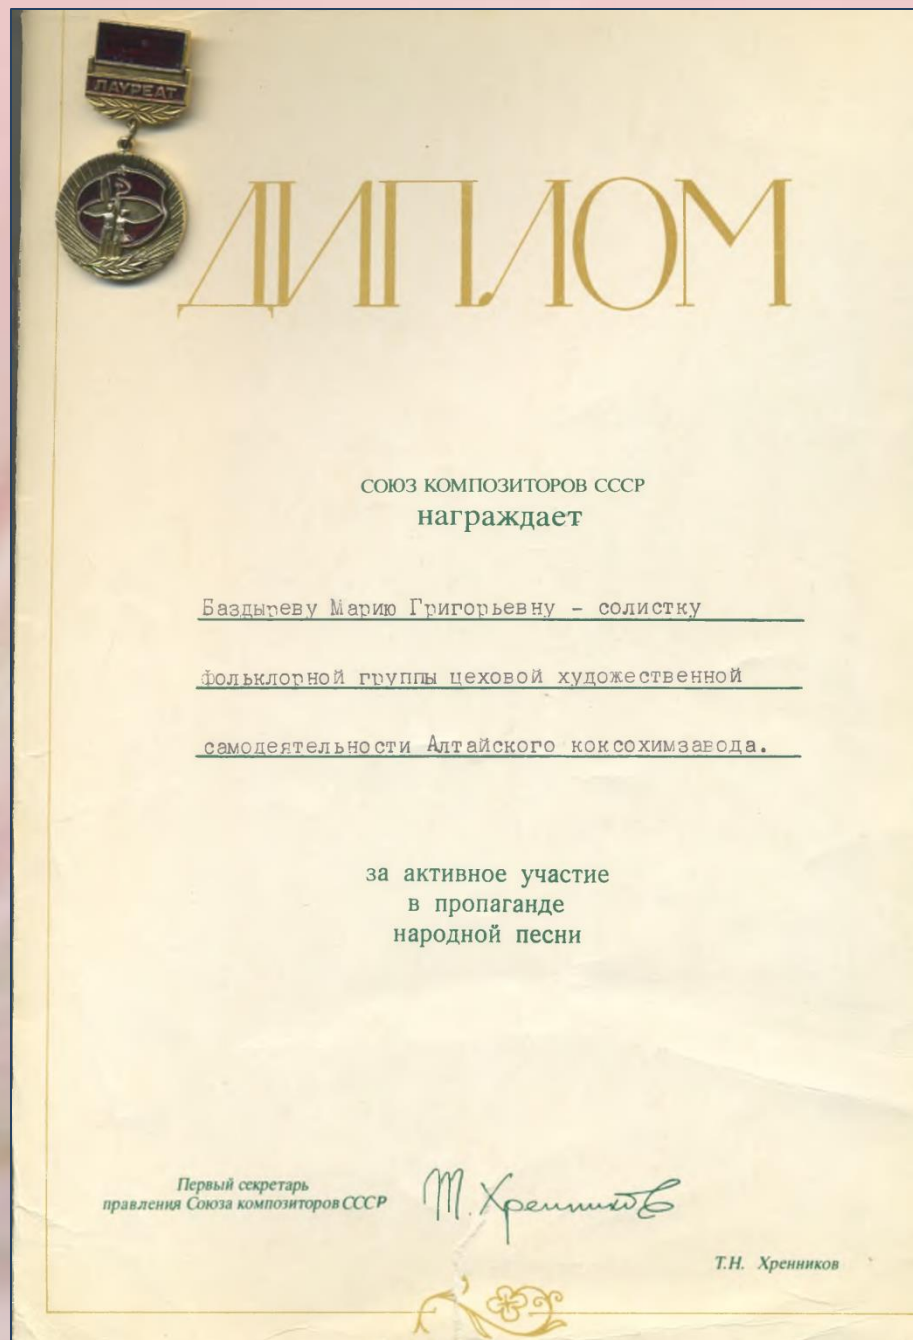 ЛАУРЕАТ
ДИПЛОМ
СОЮЗ КОМПОЗИТОРОВ СССР
награждает
Баздыреву Марию Григорьевну - солистку
фольклорной группы цеховой художественной
самодеятельности Алтайского коксохимзавода.
за активное участие
в пропаганде
народной песни
Первый секретарь
правления Союза композиторов СССР
Т. Хренников
Т.Н. Хренников